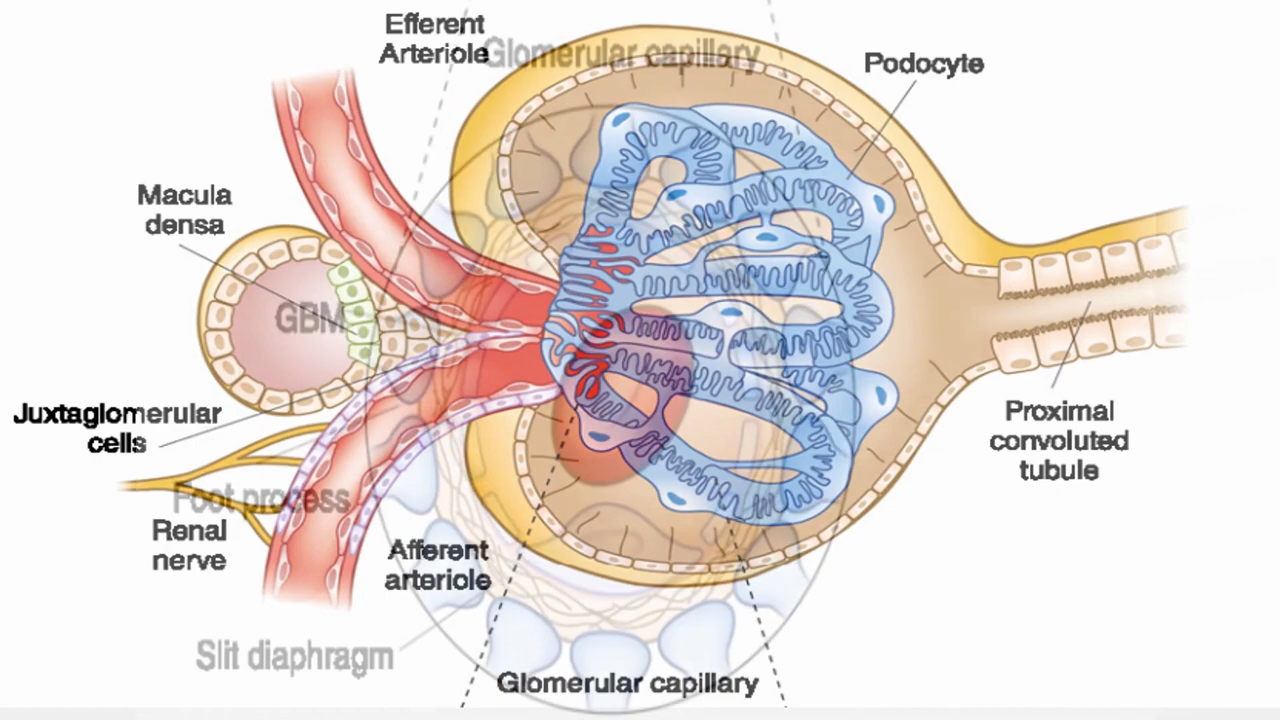 Efferent
Arteriole
Glomerular capillary
Podocyte
Macula
densa
GBM
Juxtaglomerular
cells
Proximal
convoluted
tubule
Foot process
Renal
nerve
Afferent
arteriole
Slit diaphragm
Glomerular capillary